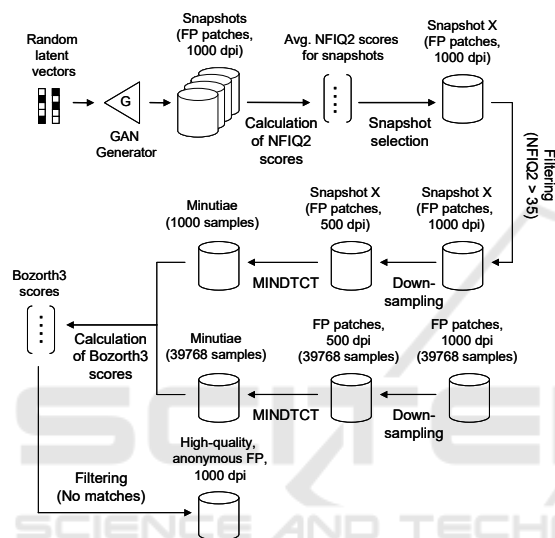 Random
latent
vectors
G
GAN
Generator
Snapshots
(FP patches,
1000 dpi)
Calculation
of NFIQ2
scores
Avg. NFIQ2 scores
for snapshots
Snapshot
selection
Snapshot X
(FP patches,
1000 dpi)
Filtering
(NFIQ2 > 35)
Snapshot X
(FP patches,
1000 dpi)
Down-
sampling
Snapshot X
(FP patches,
500 dpi)
MINDTCT
Minutiae
(1000 samples)
Bozorth3
scores
Calculation
of Bozorth3
scores
FP patches,
1000 dpi
(39768 samples)
Down-
sampling
FP patches,
500 dpi
(39768 samples)
MINDTCT
Minutiae
(39768 samples)
Filtering
(No matches)
High-quality,
anonymous FP,
1000 dpi
SCITE
SCIENCE AND TECH